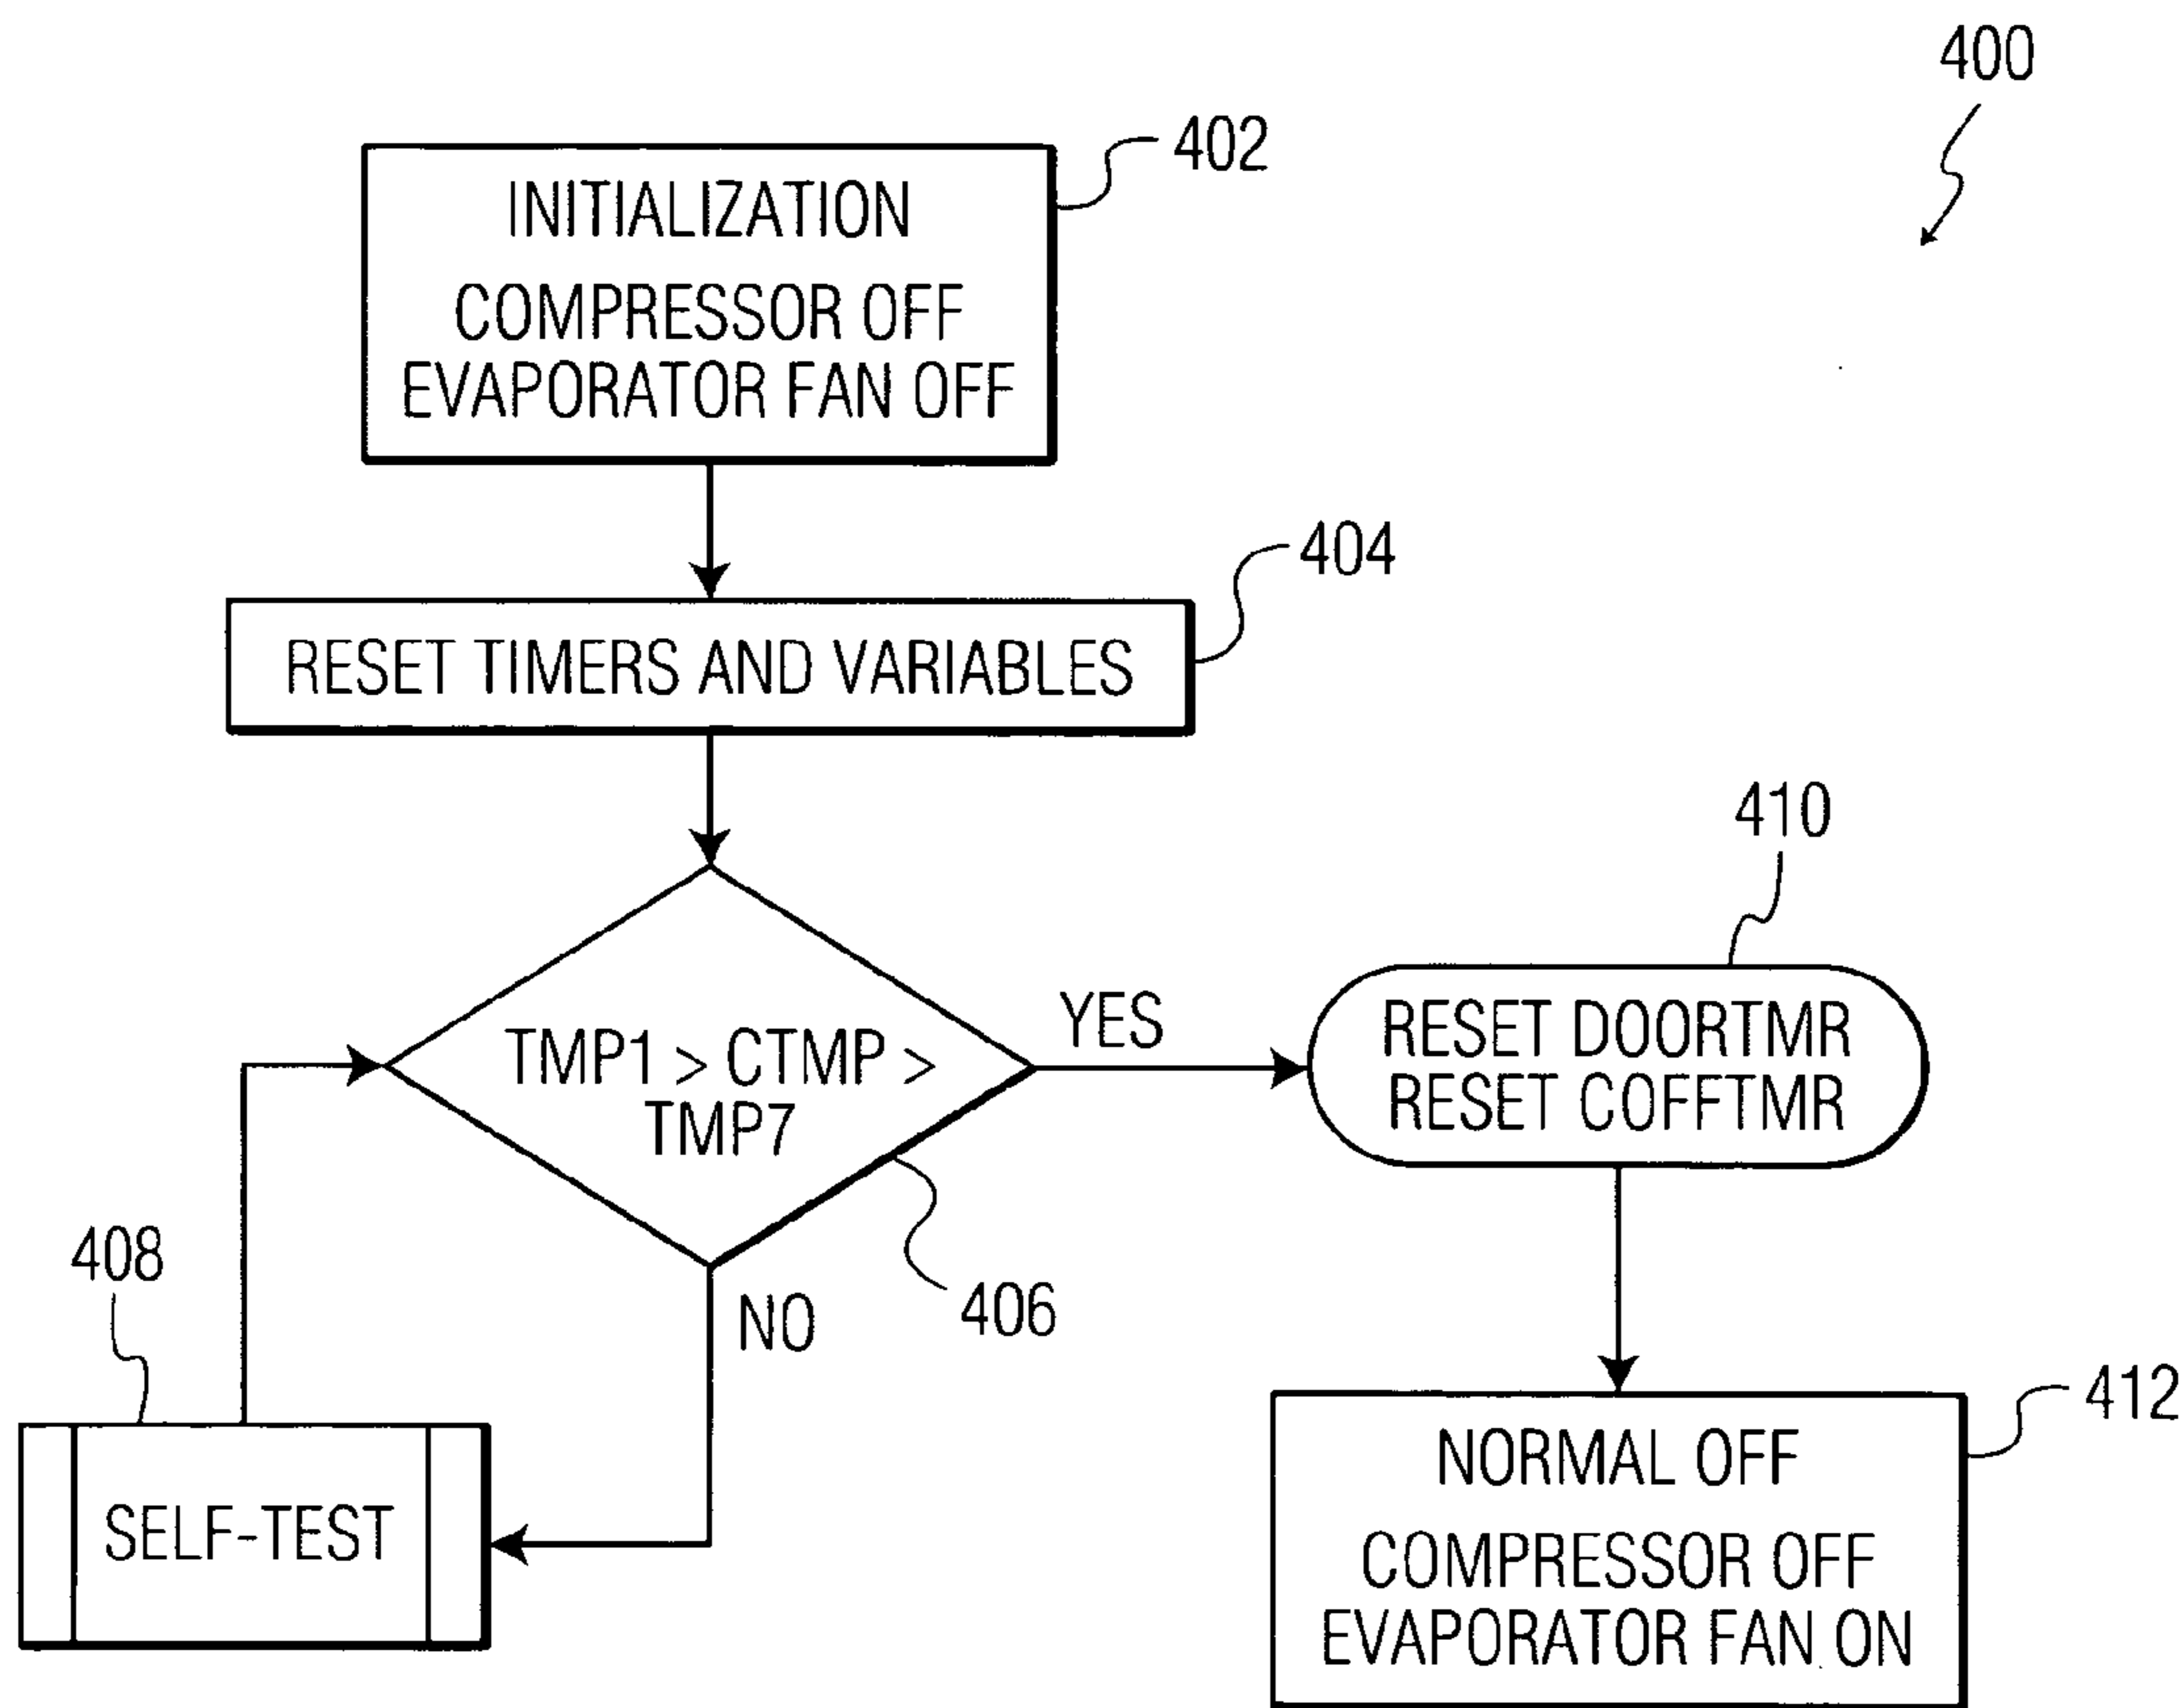 400
402
INITIALIZATION
COMPRESSOR OFF
EVAPORATOR FAN OFF
404
RESET TIMERS AND VARIABLES
410
TMP1 > CTMP >
TMP7
YES
RESET DOORTMR
RESET COFFTMR
406
NO
408
SELF-TEST
412
NORMAL OFF
COMPRESSOR OFF
EVAPORATOR FAN ON